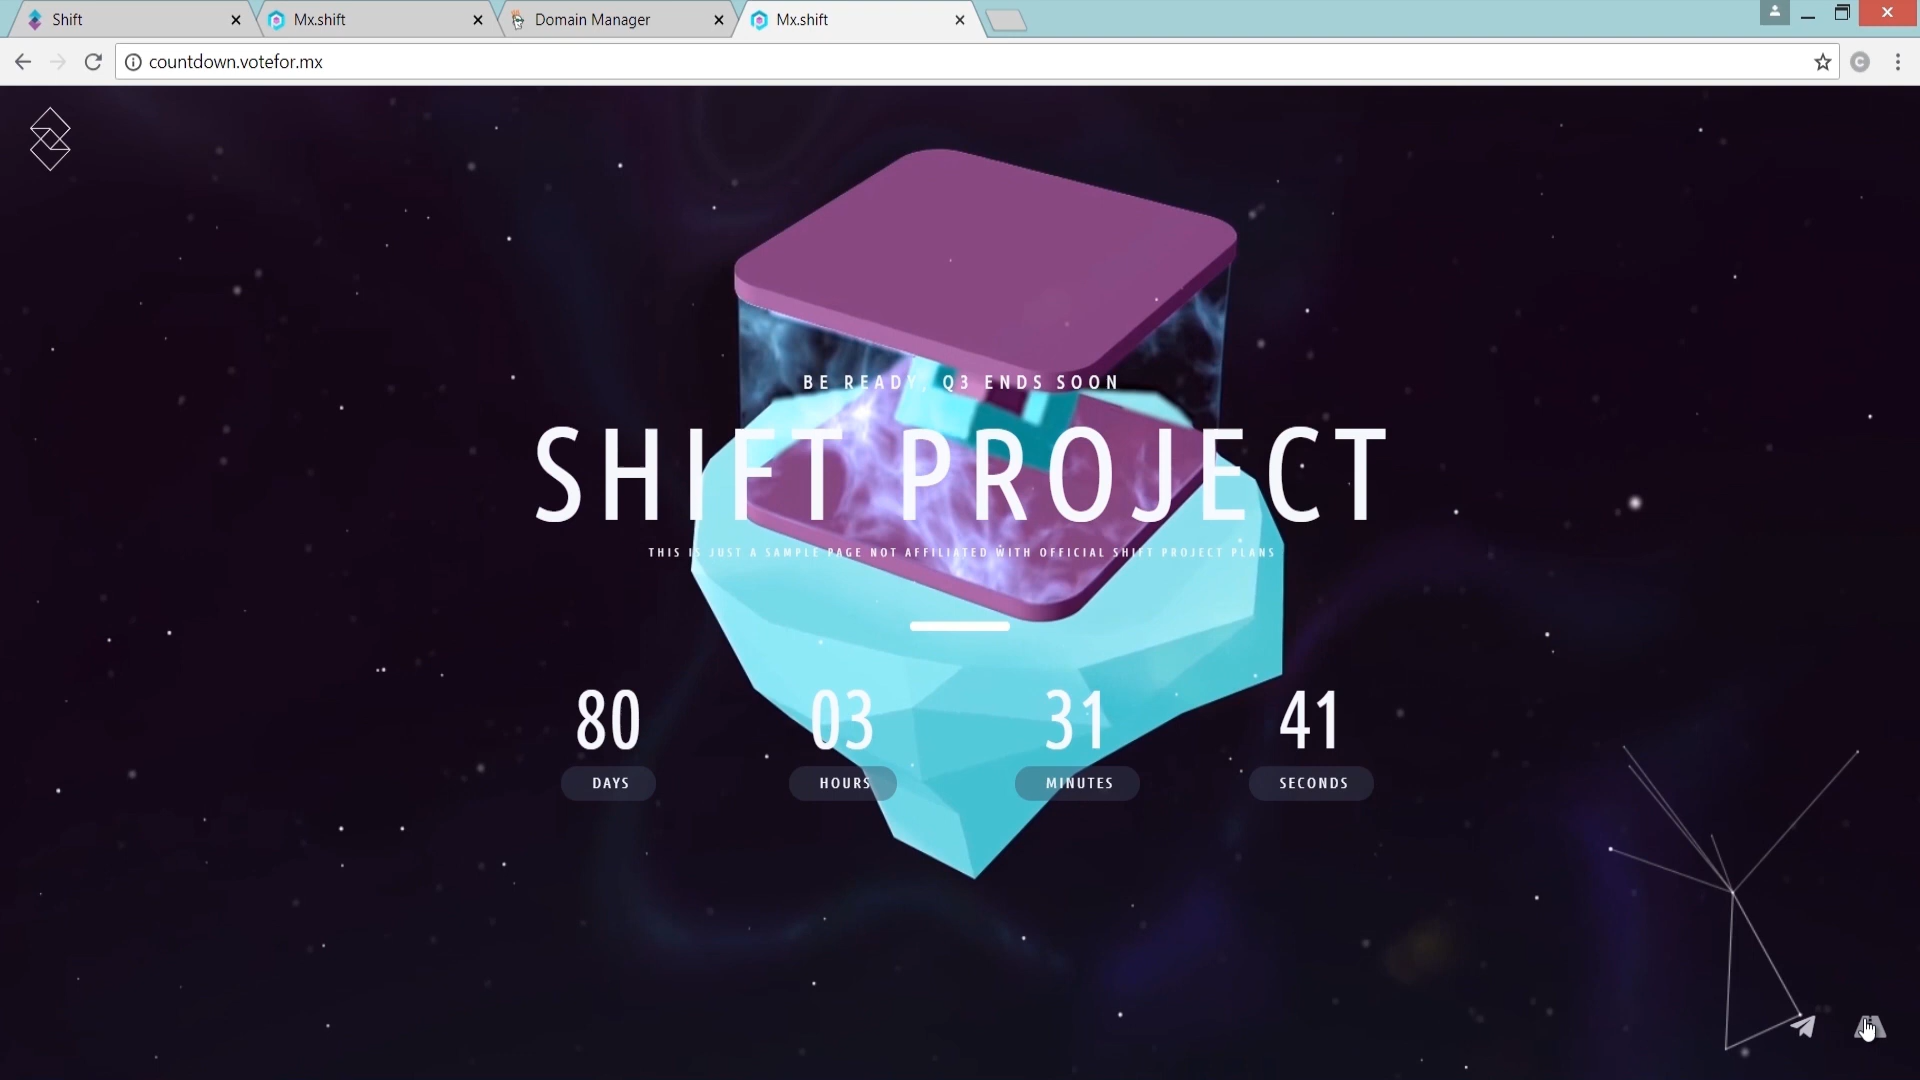 Shift
Mx.shift
Domain Manager
Mx.shift
countdown.votefor.mx
BE READY, Q3 ENDS SOON
SHIFT PROJECT
THIS IS JUST A SAMPLE PAGE NOT AFFILIATED WITH OFFICIAL SHIFT PROJECT PLANS
80 03 31 41
DAYS HOURS MINUTES SECONDS